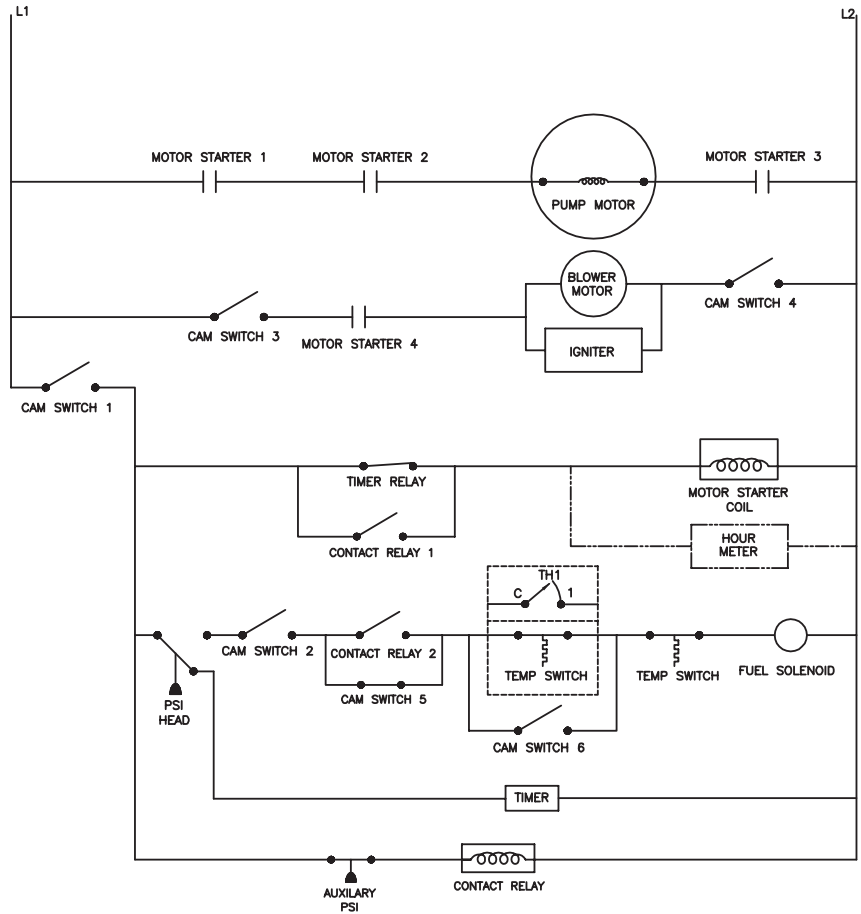 L1
L2
MOTOR STARTER 1
MOTOR STARTER 2
MOTOR STARTER 3
PUMP MOTOR
BLOWER
MOTOR
CAM SWITCH 4
CAM SWITCH 3
MOTOR STARTER 4
IGNITER
CAM SWITCH 1
TIMER RELAY
MOTOR STARTER
COIL
CONTACT RELAY 1
HOUR
METER
TH1
C
1
CAM SWITCH 2
CONTACT RELAY 2
TEMP SWITCH
TEMP SWITCH
FUEL SOLENOID
CAM SWITCH 5
PSI
HEAD
CAM SWITCH 6
TIMER
AUXILARY
PSI
CONTACT RELAY